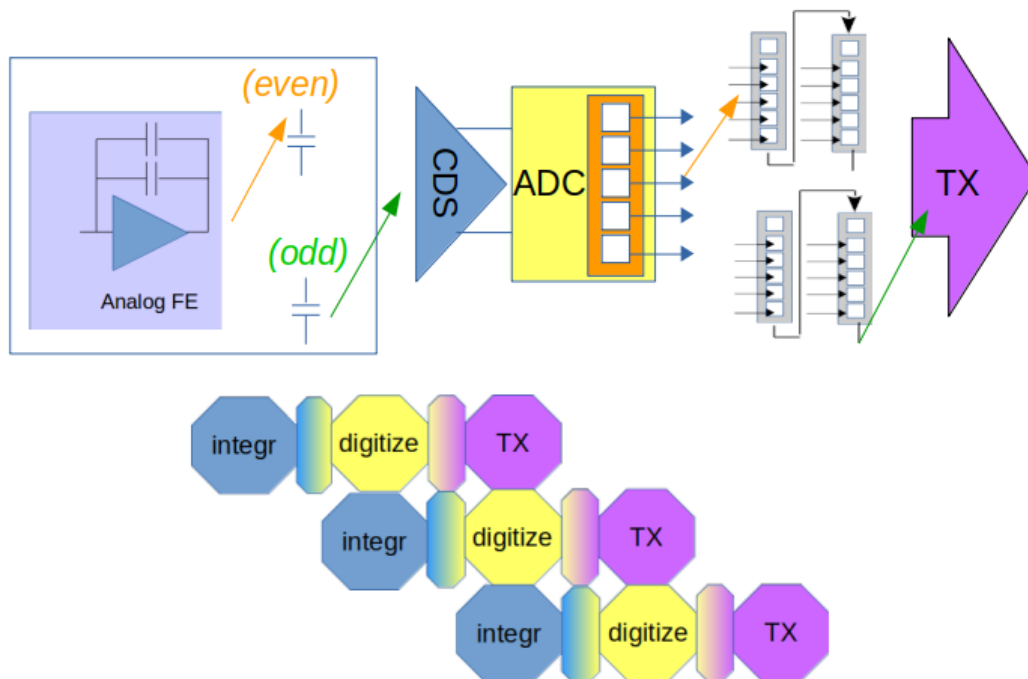 (even)
(odd)
Analog FE
CDS
ADC
TX
integr
digitize
TX
integr
digitize
TX
integr
digitize
TX